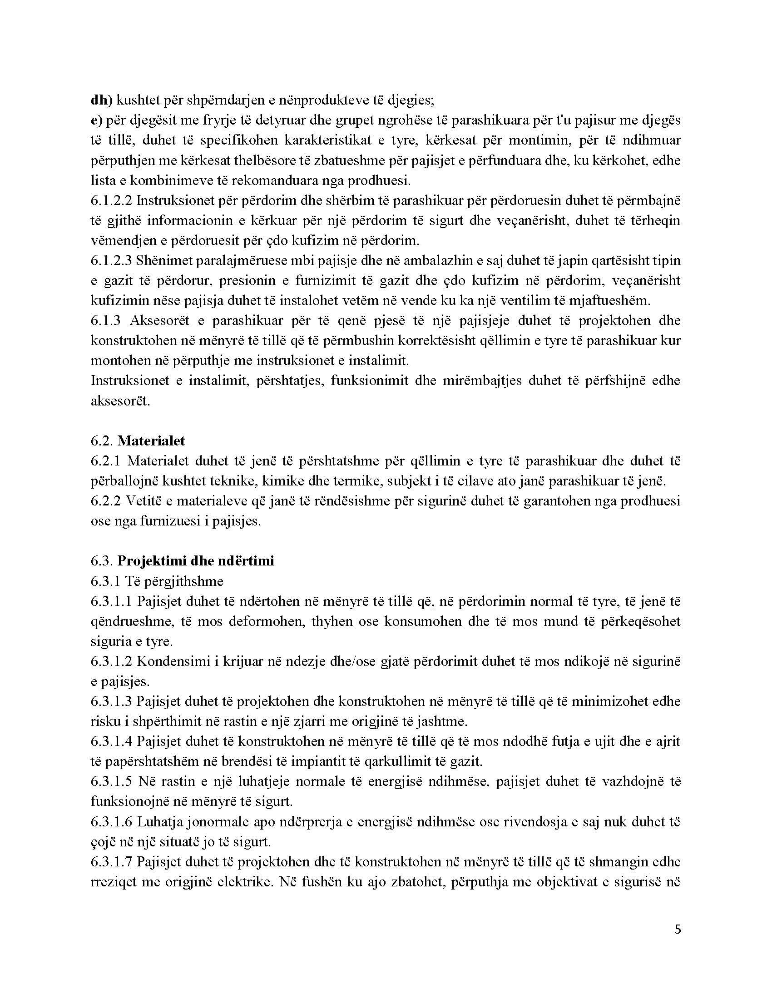 dh) kushtet për shpërndarjen e nënprodukteve të djegies;
e) për djegësit me fryrje të detyruar dhe grupet ngrohëse të parashikuara për t'u pajisur me djegës
të tillë, duhet të specifikohen karakteristikat e tyre, kërkesat për montimin, për të ndihmuar
përputhjen me kërkesat thelbësore të zbatueshme për pajisjet e përfunduara dhe, ku kërkohet, edhe
lista e kombinimeve të rekomanduara nga prodhuesi.
6.1.2.2 Instruksionet për përdorim dhe shërbim të parashikuar për përdoruesin duhet të përmbajnë
të gjithë informacionin e kërkuar për një përdorim të sigurt dhe veçanërisht, duhet të tërheqin
vëmendjen e përdoruesit për çdo kufizim në përdorim.
6.1.2.3 Shënimet paralajmëruese mbi pajisje dhe në ambalazhin e saj duhet të japin qartësisht tipin
e gazit të përdorur, presionin e furnizimit të gazit dhe çdo kufizim në përdorim, veçanërisht
kufizimin nëse pajisja duhet të instalohet vetëm në vende ku ka një ventilim të mjaftueshëm.
6.1.3 Aksesorët e parashikuar për të qenë pjesë të një pajisjeje duhet të projektohen dhe
konstruktohen në mënyrë të tillë që të përmbushin korrektësisht qëllimin e tyre të parashikuar kur
montohen në përputhje me instruksionet e instalimit.
Instruksionet e instalimit, përshtatjes, funksionimit dhe mirëmbajtjes duhet të përfshijnë edhe
aksesorët.
6.2. Materialet
6.2.1 Materialet duhet të jenë të përshtatshme për qëllimin e tyre të parashikuar dhe duhet të
përballojnë kushtet teknike, kimike dhe termike, subjekt i të cilave ato janë parashikuar të jenë.
6.2.2 Vetitë e materialeve që janë të rëndësishme për sigurinë duhet të garantohen nga prodhuesi
ose nga furnizuesi i pajisjes.
6.3. Projektimi dhe ndërtimi
6.3.1 Të përgjithshme
6.3.1.1 Pajisjet duhet të ndërtohen në mënyrë të tillë që, në përdorimin normal të tyre, të jenë të
qëndrueshme, të mos deformohen, thyhen ose konsumohen dhe të mos mund të përkeqësohet
siguria e tyre.
6.3.1.2 Kondensimi i krijuar në ndezje dhe/ose gjatë përdorimit duhet të mos ndikojë në sigurinë
e pajisjes.
6.3.1.3 Pajisjet duhet të projektohen dhe konstruktohen në mënyrë të tillë që të minimizohet edhe
risku i shpërthimit në rastin e një zjarri me origjinë të jashtme.
6.3.1.4 Pajisjet duhet të konstruktohen në mënyrë të tillë që të mos ndodhë futja e ujit dhe e ajrit
të papërshtatshëm në brendësi të impiantit të qarkullimit të gazit.
6.3.1.5 Në rastin e një luhatjeje normale të energjisë ndihmëse, pajisjet duhet të vazhdojnë të
funksionojnë në mënyrë të sigurt.
6.3.1.6 Luhatja jonormale apo ndërprerja e energjisë ndihmëse ose rivendosja e saj nuk duhet të
çojë në një situatë jo të sigurt.
6.3.1.7 Pajisjet duhet të projektohen dhe të konstruktohen në mënyrë të tillë që të shmangin edhe
rreziqet me origjinë elektrike. Në fushën ku ajo zbatohet, përputhja me objektivat e sigurisë në
5